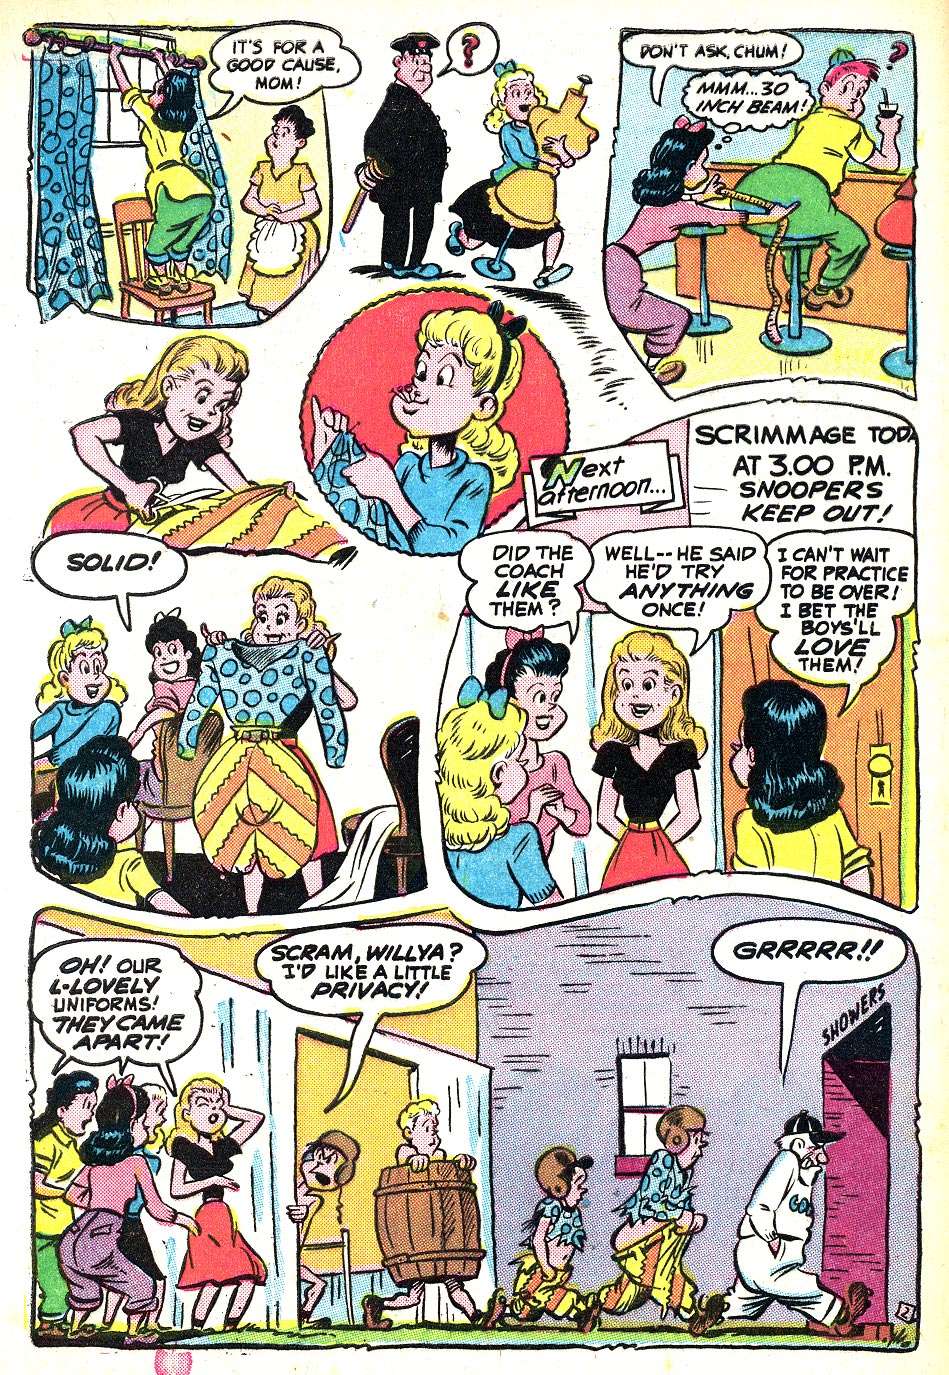 IT'S FOR A
GOOD CAUSE,
MOM!
?
DON'T ASK, CHUM!
MMM...30
INCH BEAM!
?
SOLID!
Next
afternoon...
SCRIMMAGE TODA
AT 3.00 P.M.
SNOOPERS
KEEP OUT!
DID THE
COACH
LIKE
THEM?
WELL--HE SAID
HE'D TRY
ANYTHING
ONCE!
I CAN'T WAIT
FOR PRACTICE
TO BE OVER!
I BET THE
BOYS'LL
LOVE
THEM!
OH! OUR
L-LOVELY
UNIFORMS!
THEY CAME
APART!
SCRAM, WILLYA?
I'D LIKE A LITTLE
PRIVACY!
GRRRRR!!
SHOWERS
2